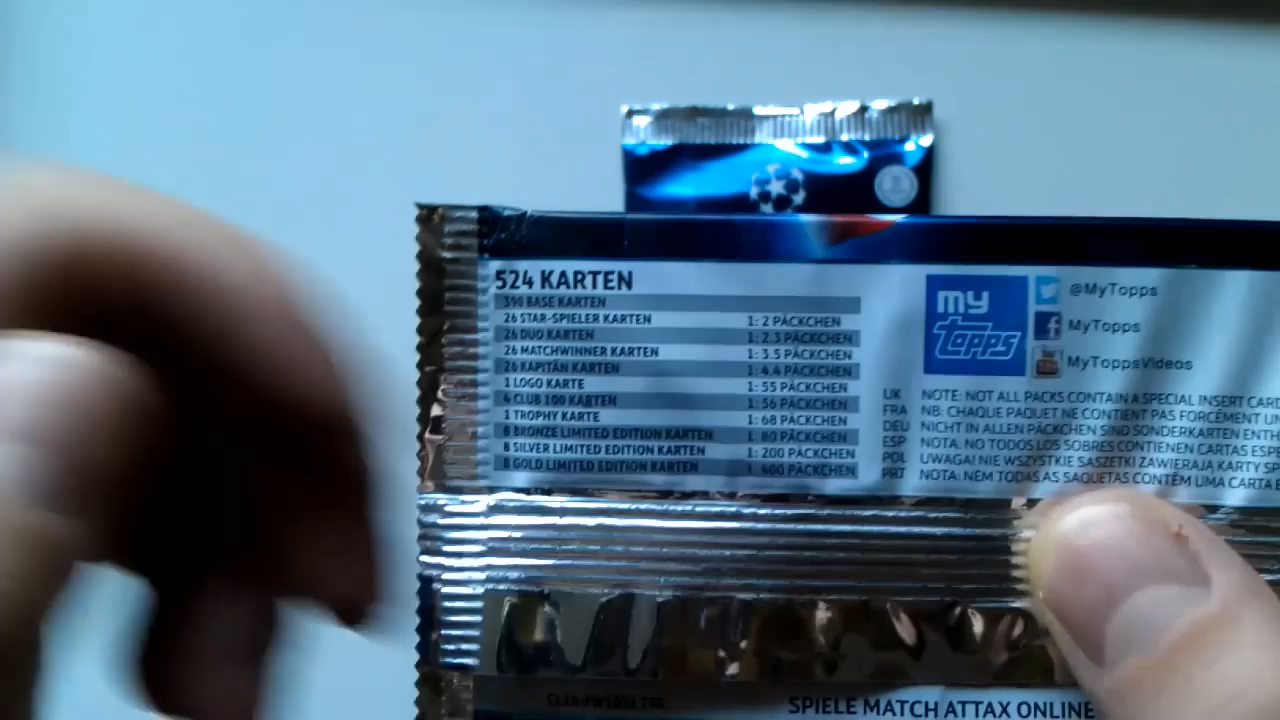 524 KARTEN
390 BASE KARTEN
26 STAR-SPIELER KARTEN 1: 2 PÄCKCHEN
26 DUO KARTEN 1: 2.3 PÄCKCHEN
26 MATCHWINNER KARTEN 1: 3.5 PÄCKCHEN
26 KAPITÄN KARTEN 1: 4.4 PÄCKCHEN
1 LOGO KARTE 1: 55 PÄCKCHEN
4 CLUB 100 KARTEN 1: 56 PÄCKCHEN
1 TROPHY KARTE 1: 68 PÄCKCHEN
8 BRONZE LIMITED EDITION KARTEN 1: 80 PÄCKCHEN
8 SILVER LIMITED EDITION KARTEN 1: 200 PÄCKCHEN
8 GOLD LIMITED EDITION KARTEN 1: 400 PÄCKCHEN
my
topps
@MyTopps
MyTopps
MyToppsVideos
UK NOTE: NOT ALL PACKS CONTAIN A SPECIAL INSERT CARD
FRA NB: CHAQUE PAQUET NE CONTIENT PAS FORCÉMENT
DEU NICHT IN ALLEN PÄCKCHEN SIND SONDERKARTEN
ESP NOTA: NO TODOS LOS SOBRES CONTIENEN CARTAS
POL UWAGA! NIE WSZYSTKIE SASZETKI ZAWIERAJĄ KARTY
PRT NOTA: NEM TODAS AS SAQUETAS CONTÊM UMA CARTA
SPIELE MATCH ATTAX ONLINE